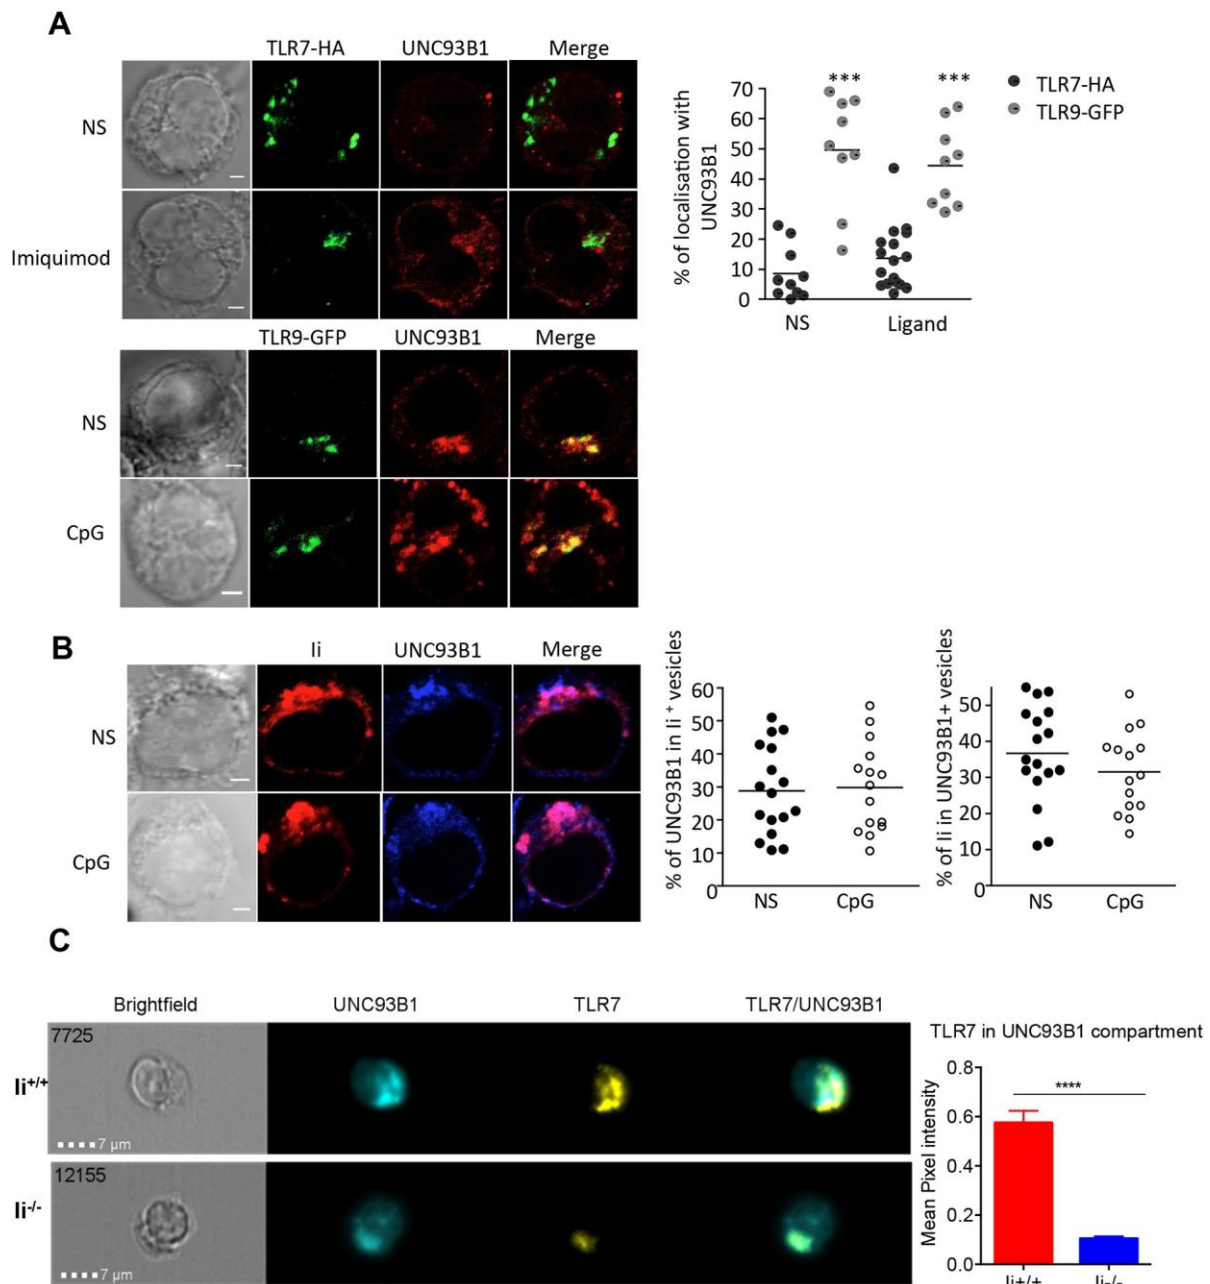 A
TLR7-HA UNC93B1 Merge
NS
Imiquimod
TLR9-GFP UNC93B1 Merge
NS
CpG
% of localisation with
UNC93B1
70
60
50
40
30
20
10
0
*** ***
NS Ligand
TLR7-HA
TLR9-GFP
B
Ii UNC93B1 Merge
NS
CpG
% of UNC93B1 in Ii + vesicles
60
50
40
30
20
10
0
NS CpG
% of Ii in UNC93B1+ vesicles
50
40
30
20
10
0
NS CpG
C
Brightfield UNC93B1 TLR7 TLR7/UNC93B1
Ii+/+
7725
7 µm
Ii-/-
12155
7 µm
TLR7 in UNC93B1 compartment
Mean Pixel intensity
0.8
0.6
0.4
0.2
0.0
****
Ii+/+ Ii-/-